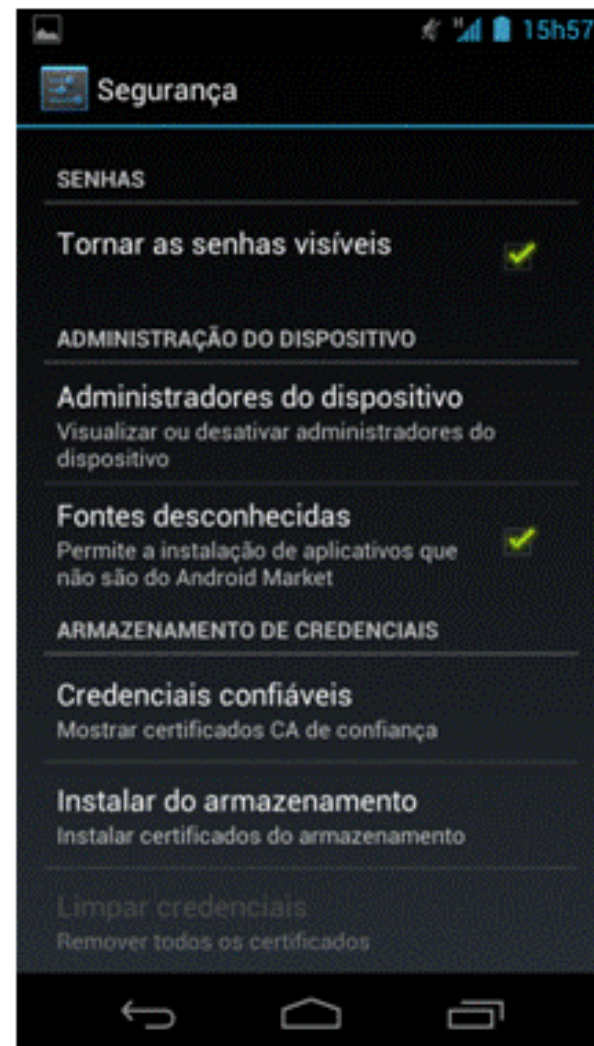 15h57
Segurança
SENHAS
Tornar as senhas visíveis
ADMINISTRAÇÃO DO DISPOSITIVO
Administradores do dispositivo
Visualizar ou desativar administradores do
dispositivo
Fontes desconhecidas
Permite a instalação de aplicativos que
não são do Android Market
ARMAZENAMENTO DE CREDENCIAIS
Credenciais confiáveis
Mostrar certificados CA de confiança
Instalar do armazenamento
Instalar certificados do armazenamento
Limpar credenciais
Remover todos os certificados